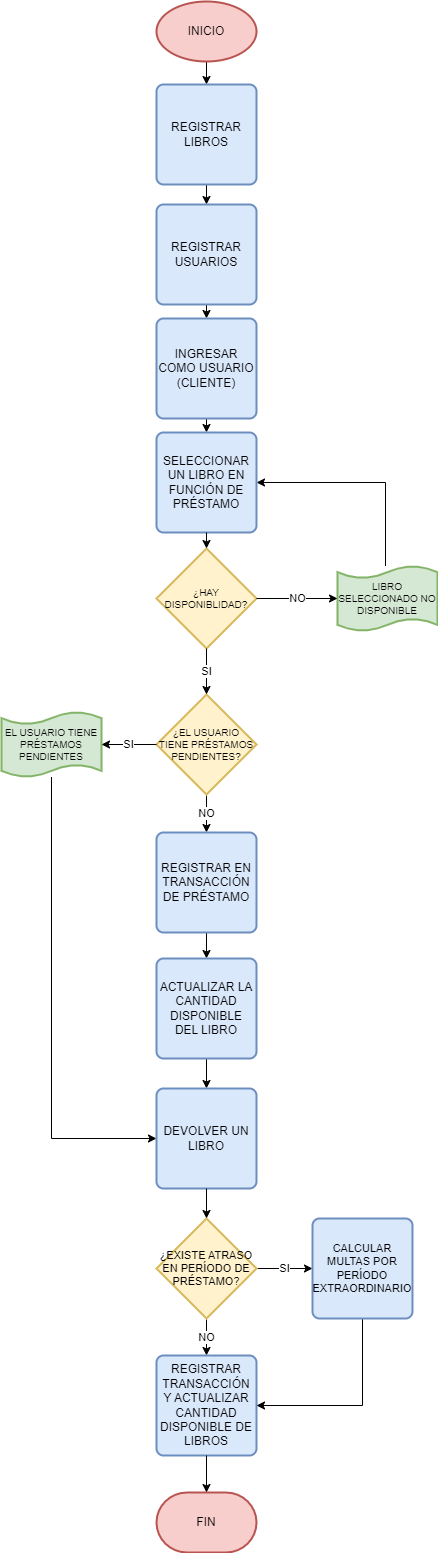 INICIO
REGISTRAR
LIBROS
REGISTRAR
USUARIOS
INGRESAR
COMO USUARIO
(CLIENTE)
SELECCIONAR
UN LIBRO EN
FUNCIÓN DE
PRÉSTAMO
¿HAY
DISPONIBLIDAD?
NO
LIBRO
SELECCIONADO NO
DISPONIBLE
SI
¿EL USUARIO
TIENE PRÉSTAMOS
PENDIENTES?
SI
EL USUARIO TIENE
PRÉSTAMOS
PENDIENTES
NO
REGISTRAR EN
TRANSACCIÓN
DE PRÉSTAMO
ACTUALIZAR LA
CANTIDAD
DISPONIBLE
DEL LIBRO
DEVOLVER UN
LIBRO
¿EXISTE ATRASO
EN PERÍODO DE
PRÉSTAMO?
SI
CALCULAR
MULTAS POR
PERÍODO
EXTRAORDINARIO
NO
REGISTRAR
TRANSACCIÓN
Y ACTUALIZAR
CANTIDAD
DISPONIBLE DE
LIBROS
FIN